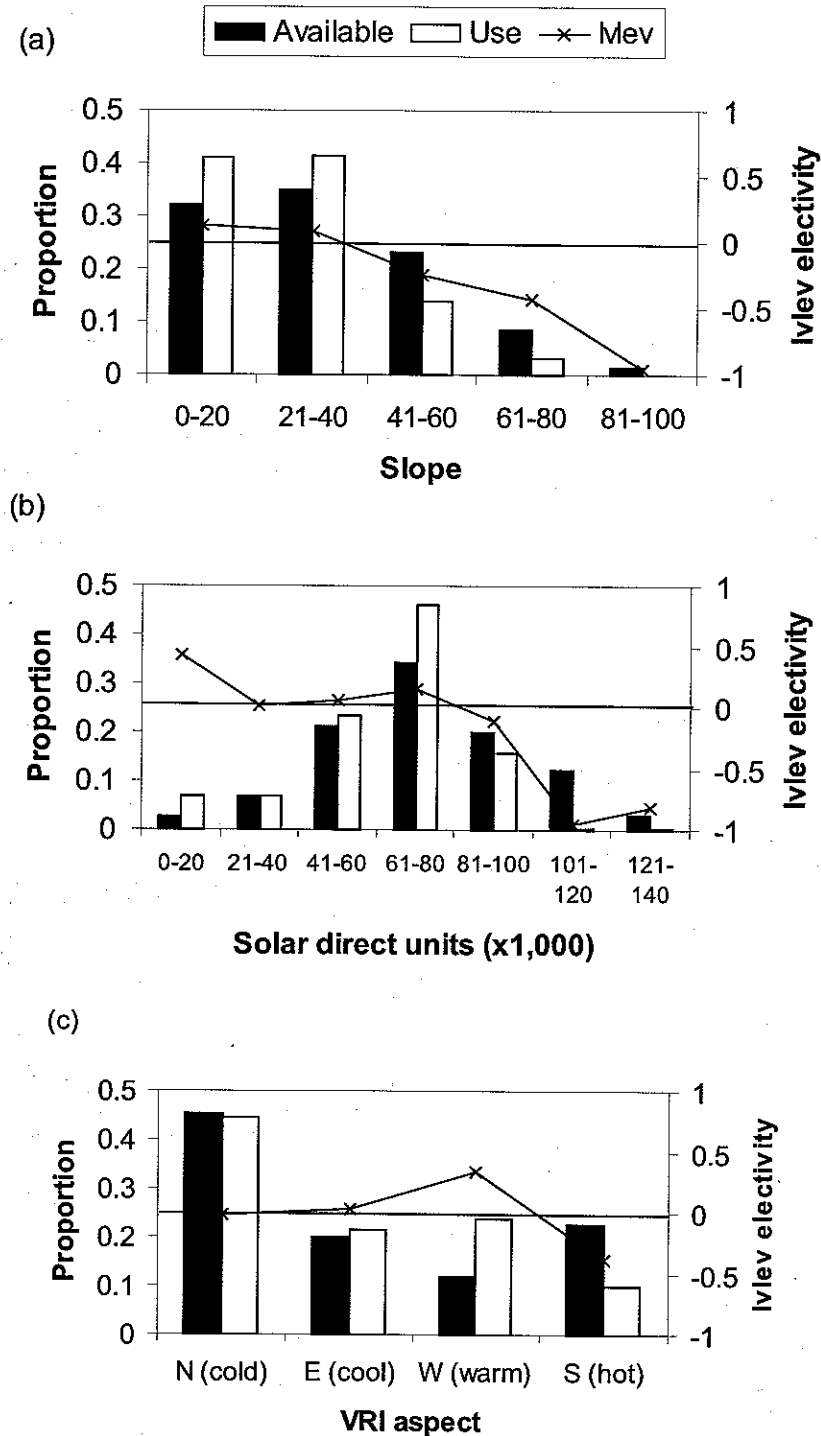 (a)
Available Use Mev
0.5
0.4
0.3
0.2
0.1
0
Proportion
1
0.5
0
-0.5
-1
Ivlev electivity
0-20 21-40 41-60 61-80 81-100
Slope
(b)
0.5
0.4
0.3
0.2
0.1
0
Proportion
1
0.5
0
-0.5
-1
Ivlev electivity
0-20 21-40 41-60 61-80 81-100 101- 121-
120 140
Solar direct units (x1,000)
(c)
0.5
0.4
0.3
0.2
0.1
0
Proportion
1
0.5
0
-0.5
-1
Ivlev electivity
N (cold) E (cool) W (warm) S (hot)
VRI aspect